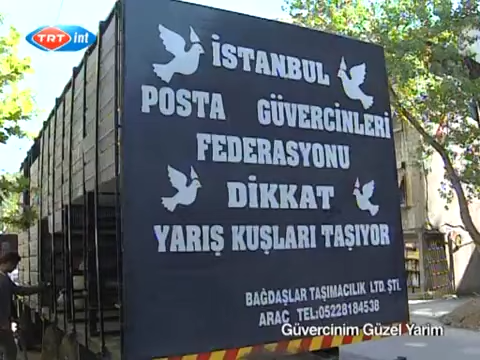 TRT int
İSTANBUL
POSTA GÜVERCİNLERİ
FEDERASYONU
DİKKAT
YARIŞ KUŞLARI TAŞIYOR
BAĞDAŞLAR TAŞIMACILIK LTD. ŞTİ.
ARAÇ TEL:05228184538
Güvercinim Güzel Yarim